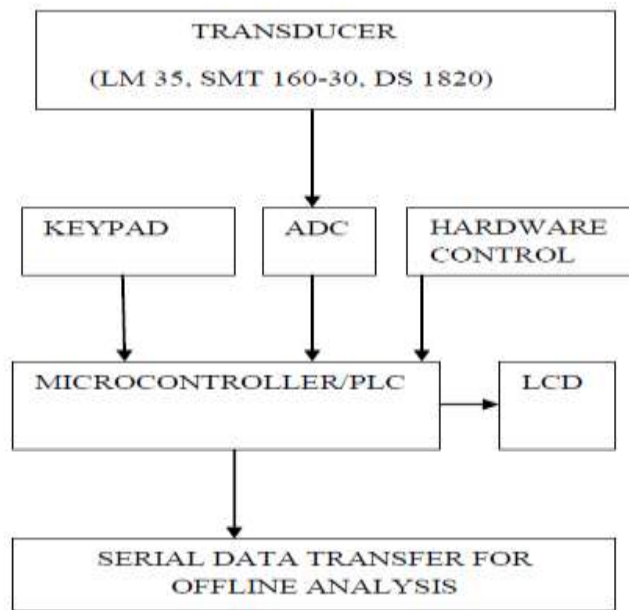 TRANSDUCER
(LM 35, SMT 160-30, DS 1820)
KEYPAD
ADC
HARDWARE
CONTROL
MICROCONTROLLER/PLC
LCD
SERIAL DATA TRANSFER FOR
OFFLINE ANALYSIS